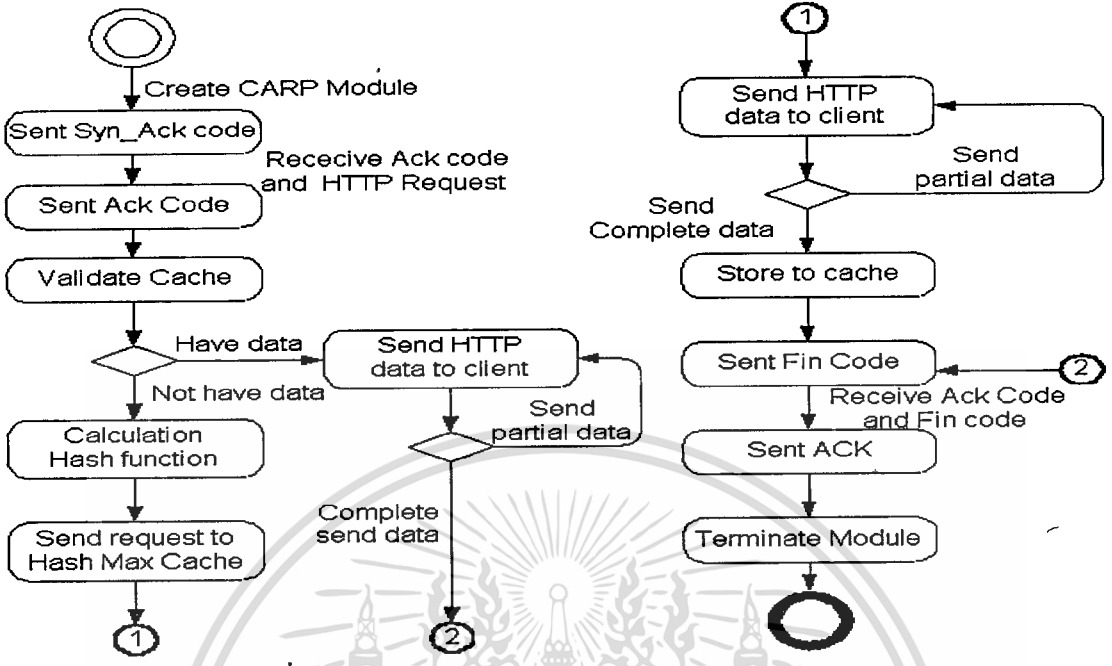 Create CARP Module
Sent Syn_Ack code
Rececive Ack code
and HTTP Request
Sent Ack Code
Validate Cache
Have data
Not have data
Calculation
Hash function
Send request to
Hash Max Cache
1
Send HTTP
data to client
Send
partial data
Complete
send data
2
1
Send HTTP
data to client
Send
partial data
Send
Complete data
Store to cache
Sent Fin Code
2
Receive Ack Code
and Fin code
Sent ACK
Terminate Module